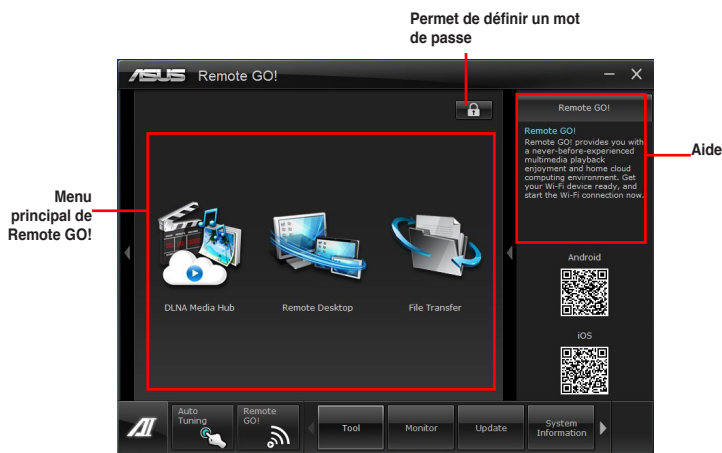 Permet de définir un mot
de passe
ASUS Remote GO!
Remote GO!
Remote GO!
Remote GO! provides you with
a never-before-experienced
multimedia playback
enjoyment and home cloud
computing environment. Get
your Wi-Fi device ready, and
start the Wi-Fi connection now.
Aide
Menu
principal de
Remote GO!
DLNA Media Hub
Remote Desktop
File Transfer
Android
iOS
AI
Auto
Tuning
Remote
GO!
Tool
Monitor
Update
System
Information